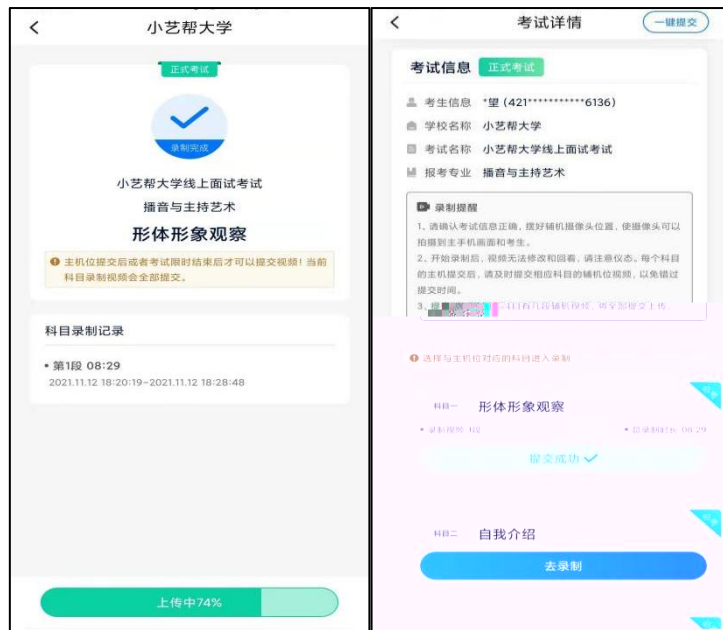 小艺帮大学
正式考试
录制完成
小艺帮大学线上面试考试
播音与主持艺术
形体形象观察
主机位提交后或者考试限时结束后才可以提交视频！当前
科目录制视频会全部提交。
科目录制记录
• 第1段 08:29
2021.11.12 18:20:19~2021.11.12 18:28:48
上传中74%
考试详情
一键提交
考试信息 正式考试
考生信息 *望 (421***********6136)
学校名称 小艺帮大学
考试名称 小艺帮大学线上面试考试
报考专业 播音与主持艺术
录制提醒
1、请确认考试信息正确，摆好辅机摄像头位置，使摄像头可以
拍摄到主手机画面和考生。
2、开始录制后，视频无法修改和回看，请注意仪态。每个科目
的主机提交后，请及时提交相应科目的辅机位视频，以免错过
提交时间。
3、提
选择与主机位对应的科目进入录制
科目一 形体形象观察
• 录制视频 1段 • 总录制时长 08:29
提交成功
科目二 自我介绍
去录制